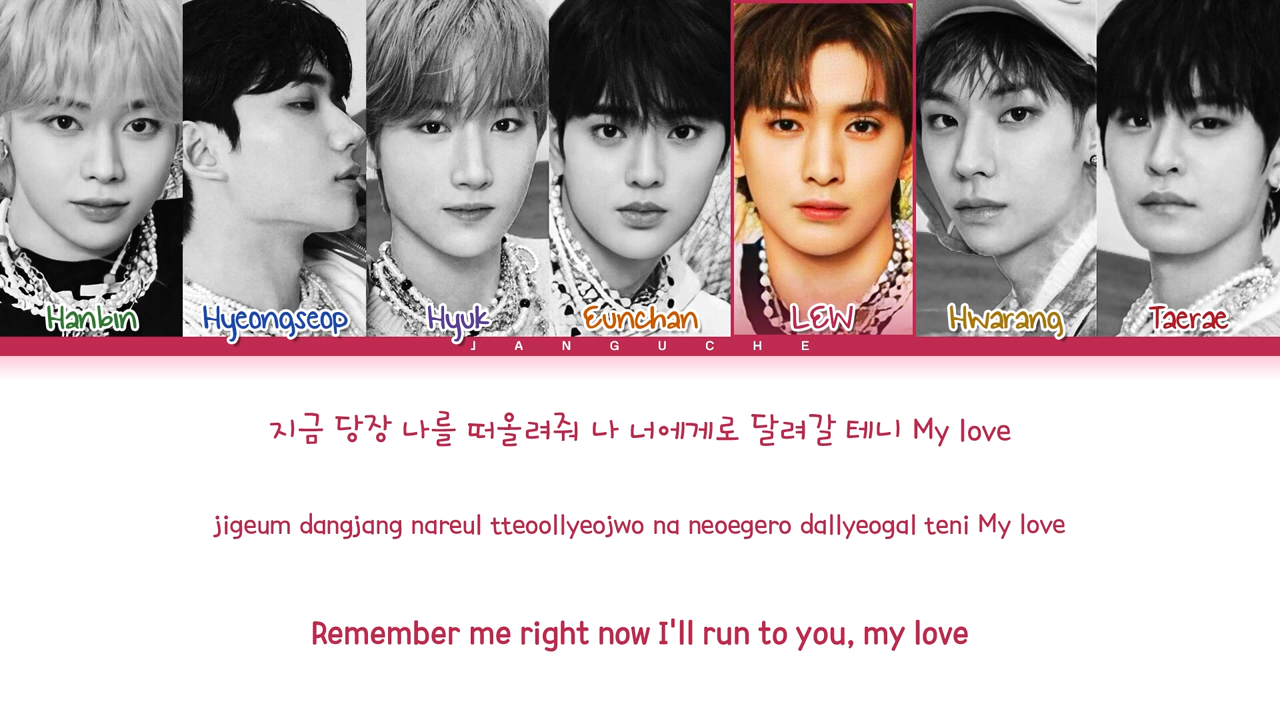 Hanbin Hyeongseop Hyuk Eunchan LEW Hwarang Taerae
JANGUCHE
지금 당장 나를 떠올려줘 나 너에게로 달려갈 테니 My love
jigeum dangjang nareul tteoollyeojwo na neoegero dallyeogal teni My love
Remember me right now I'll run to you, my love